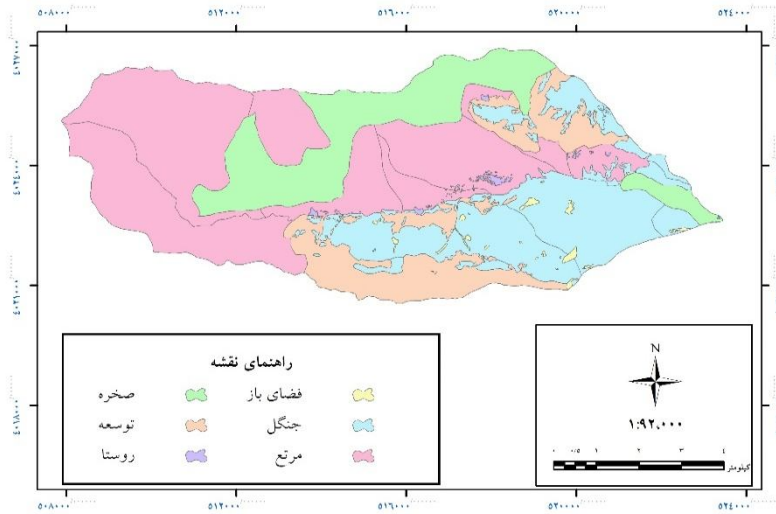 ۵۰۸۰۰۰ ۵۱۲۰۰۰ ۵۱۶۰۰۰ ۵۲۰۰۰۰ ۵۲۴۰۰۰
۴۰۲۷۰۰۰
۴۰۲۴۰۰۰
۴۰۲۱۰۰۰
۴۰۱۸۰۰۰
راهنمای نقشه
فضای باز صخره
جنگل توسعه
مرتع روستا
N
۱:۹۲,۰۰۰
۰ ۰/۵ ۱ ۲ ۳ ۴
کیلومتر
۵۰۸۰۰۰ ۵۱۲۰۰۰ ۵۱۶۰۰۰ ۵۲۰۰۰۰ ۵۲۴۰۰۰